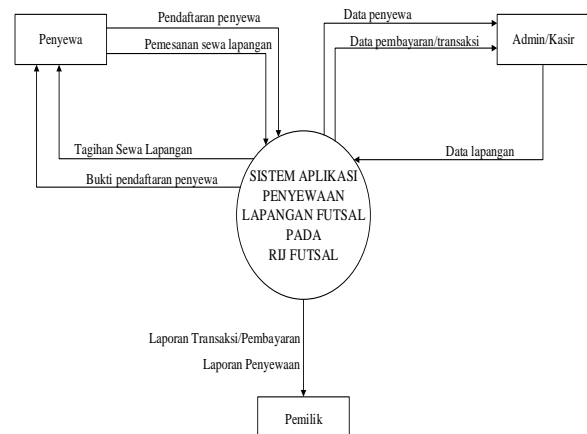 Pendaftaran penyewa
Data penyewa
Penyewa
Pemesanan sewa lapangan
Data pembayaran/transaksi
Admin/Kasir
Tagihan Sewa Lapangan
Data lapangan
Bukti pendaftaran penyewa
SISTEM APLIKASI
PENYEWAAN
LAPANGAN FUTSAL
PADA
RIJ FUTSAL
Laporan Transaksi/Pembayaran
Laporan Penyewaan
Pemilik